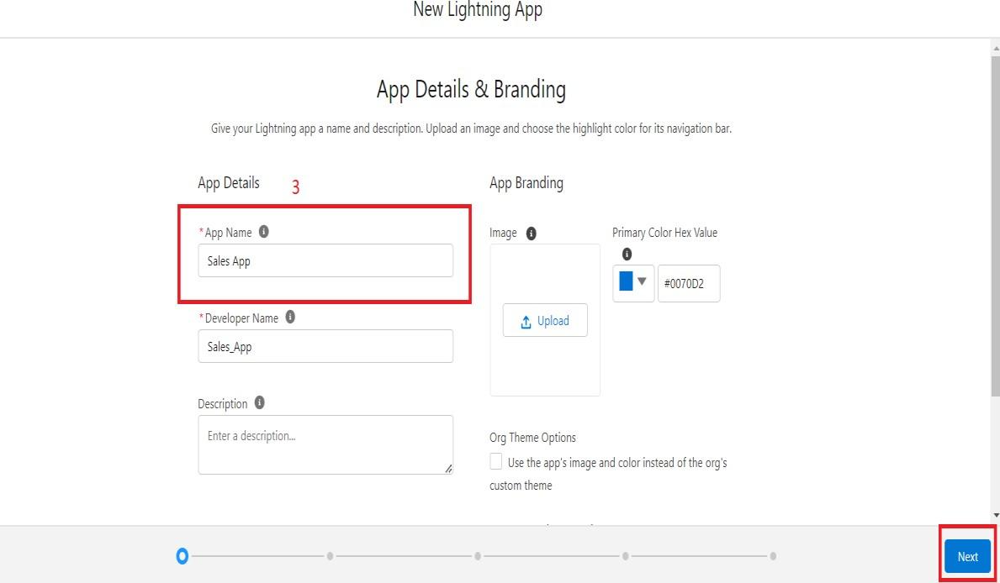 New Lightning App
App Details & Branding
Give your Lightning app a name and description. Upload an image and choose the highlight color for its navigation bar.
App Details
3
*App Name
Sales App
*Developer Name
Sales_App
Description
Enter a description...
App Branding
Image
Primary Color Hex Value
#0070D2
Upload
Org Theme Options
Use the app's image and color instead of the org's
custom theme
Next